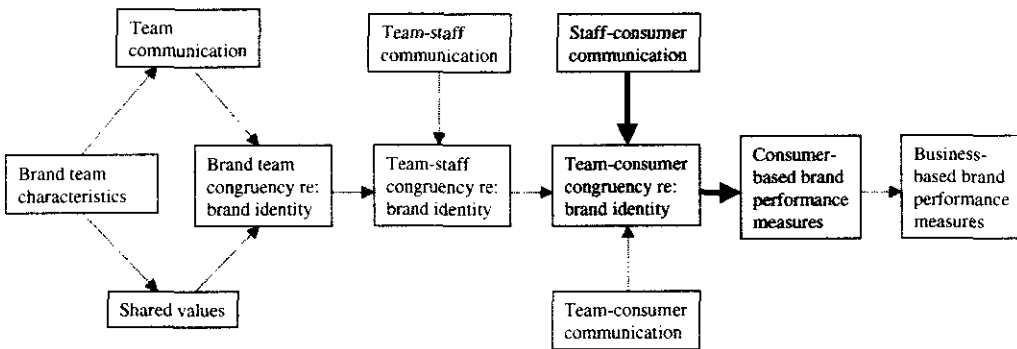 Team
communication
Team-staff
communication
Staff-consumer
communication
Brand team
characteristics
Brand team
congruency re:
brand identity
Team-staff
congruency re:
brand identity
Team-consumer
congruency re:
brand identity
Consumer-
based brand
performance
measures
Business-
based brand
performance
measures
Shared values
Team-consumer
communication